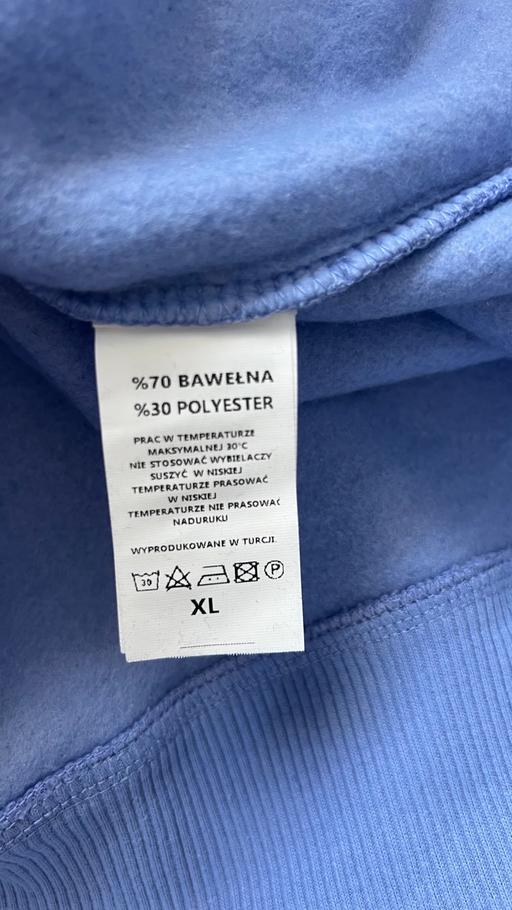 %70 BAWEŁNA
%30 POLYESTER
PRAC W TEMPERATURZE
MAKSYMALNEJ 30°C
NIE STOSOWAĆ WYBIELACZY
SUSZYĆ W NISKIEJ
TEMPERATURZE PRASOWAĆ
W NISKIEJ
TEMPERATURZE NIE PRASOWAĆ
NADURUKU
WYPRODUKOWANE W TURCJI.
30 P
XL